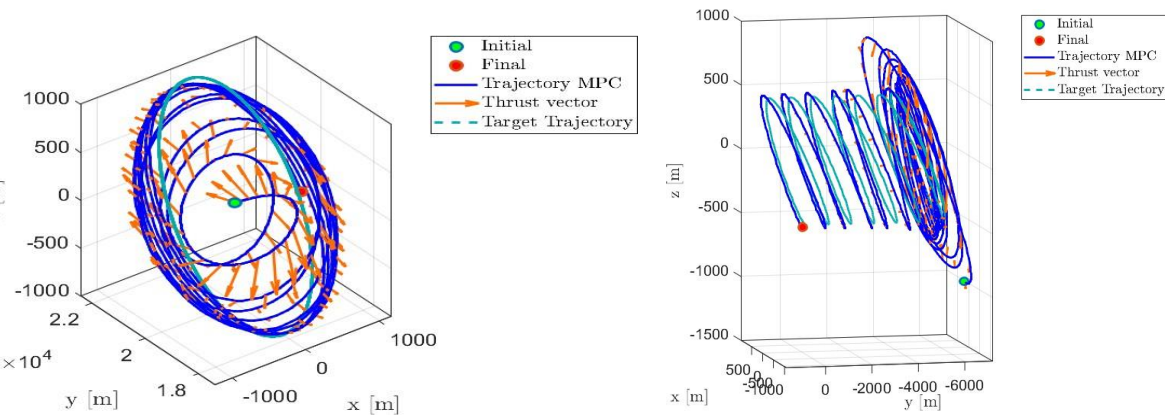 1000
500
0
-500
-1000
2.2
×10⁴
2
1.8
y [m]
-1000
0
1000
x [m]
Initial
Final
Trajectory MPC
Thrust vector
Target Trajectory
1000
500
0
-500
-1000
-1500
z [m]
500
0
-500
-1000
x [m]
0
-2000
-4000
-6000
y [m]
Initial
Final
Trajectory MPC
Thrust vector
Target Trajectory